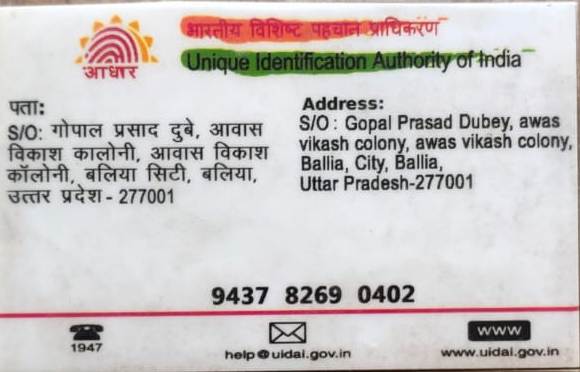 भारतीय विशिष्ट पहचान प्राधिकरण
Unique Identification Authority of India
आधार
पता:
S/O: गोपाल प्रसाद दुबे, आवास
विकाश कालोनी, आवास विकाश
कॉलोनी, बलिया सिटी, बलिया,
उत्तर प्रदेश - 277001
Address:
S/O : Gopal Prasad Dubey, awas
vikash colony, awas vikash colony,
Ballia, City, Ballia,
Uttar Pradesh-277001
9437 8269 0402
1947
help@uidai.gov.in
www
www.uidai.gov.in